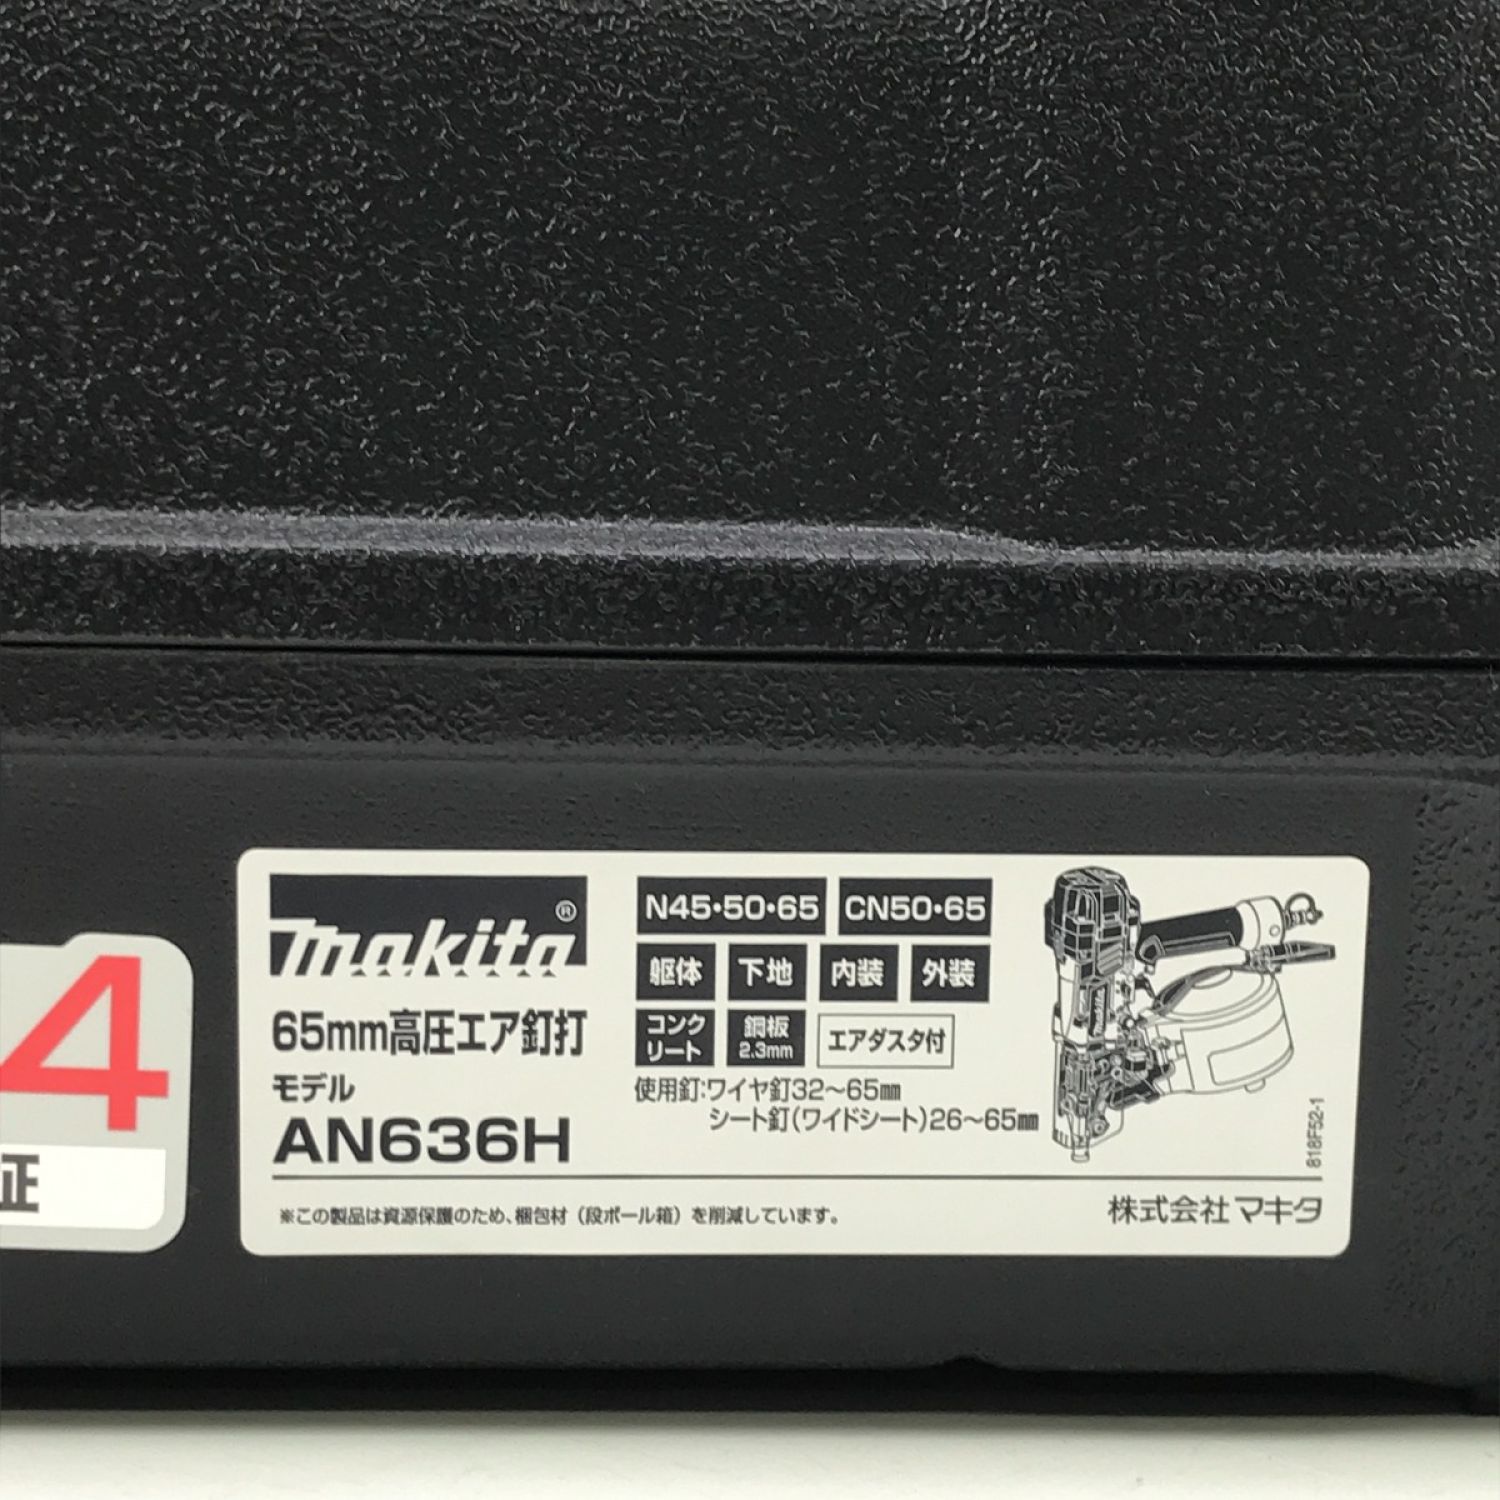 4
証
makita®
65mm高圧エア釘打
モデル
AN636H
N45・50・65 CN50・65
躯体 下地 内装 外装
コンクリート 鋼板2.3mm エアダスタ付
使用釘:ワイヤ釘32～65㎜
シート釘(ワイドシート)26～65㎜
makita
818F52-1
※この製品は資源保護のため、梱包材（段ボール箱）を削減しています。
株式会社マキタ